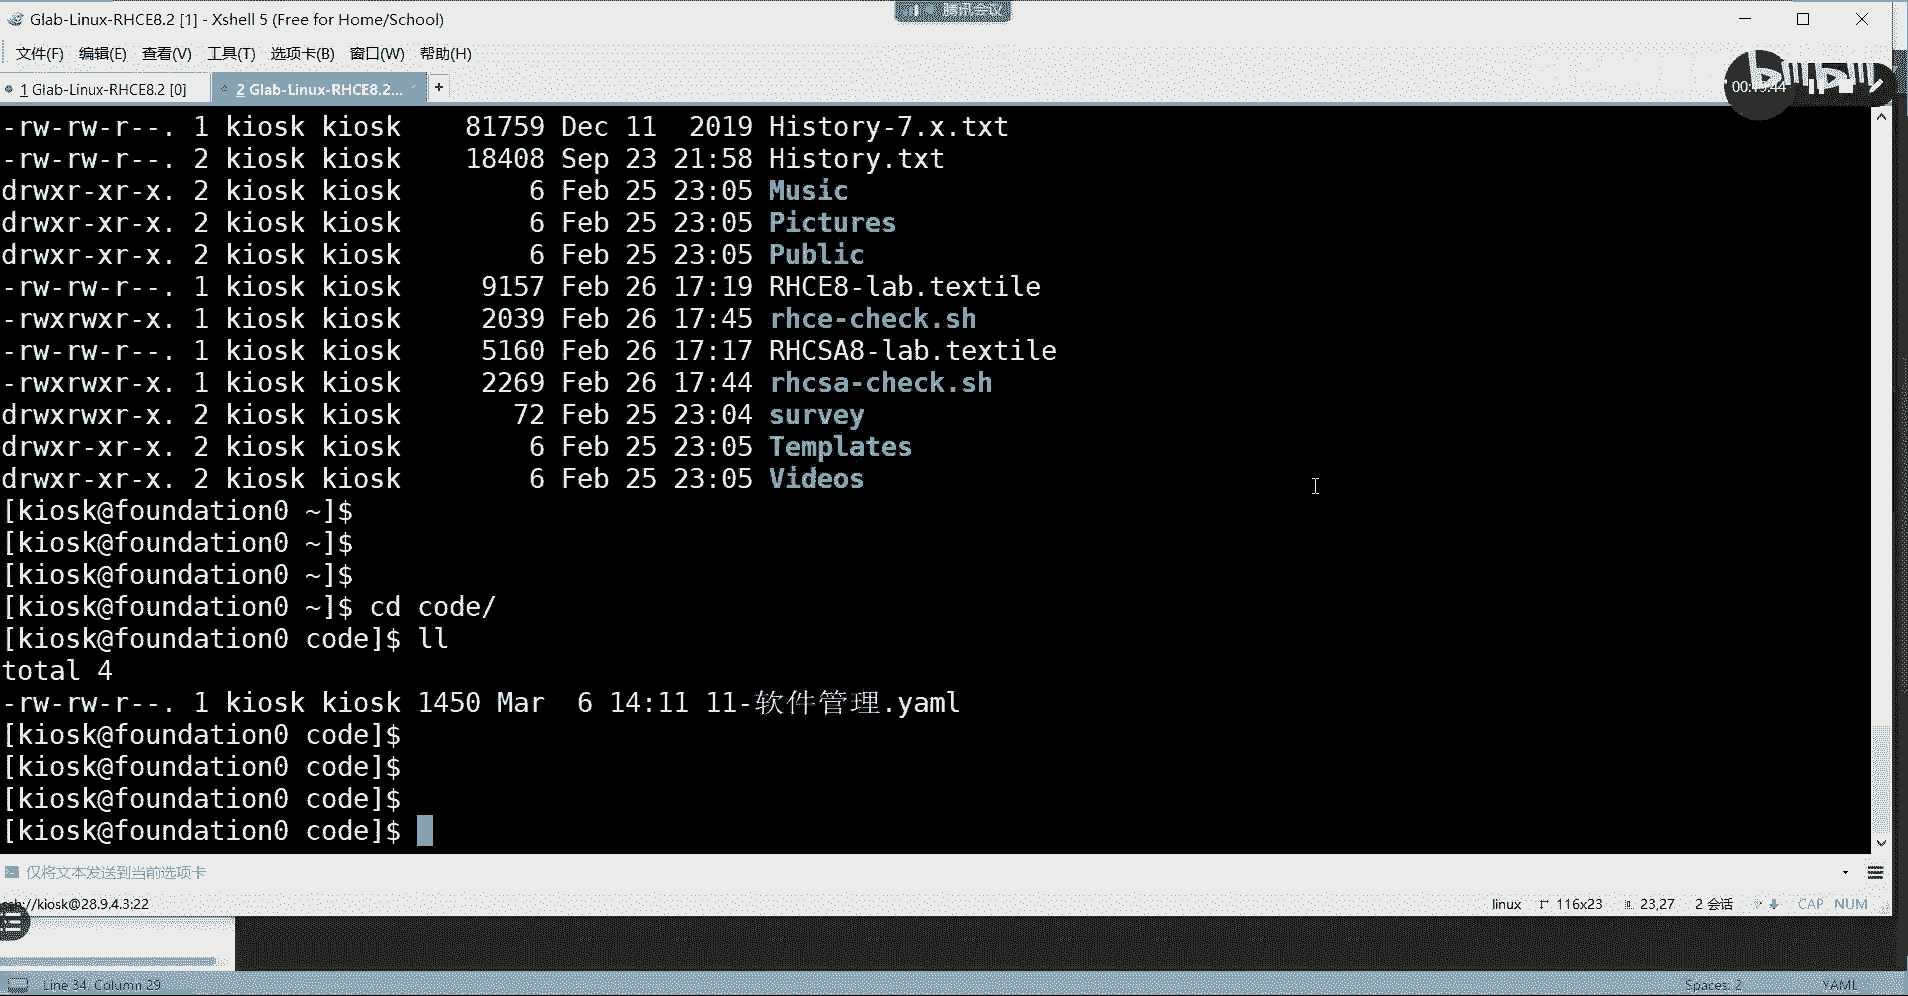 Glab-Linux-RHCE8.2 [1] - Xshell 5 (Free for Home/School)
腾讯会议
文件(F) 编辑(E) 查看(V) 工具(T) 选项卡(B) 窗口(W) 帮助(H)
1 Glab-Linux-RHCE8.2 [0] 2 Glab-Linux-RHCE8.2... +
-rw-rw-r--. 1 kiosk kiosk 81759 Dec 11 2019 History-7.x.txt
-rw-rw-r--. 2 kiosk kiosk 18408 Sep 23 21:58 History.txt
drwxr-xr-x. 2 kiosk kiosk 6 Feb 25 23:05 Music
drwxr-xr-x. 2 kiosk kiosk 6 Feb 25 23:05 Pictures
drwxr-xr-x. 2 kiosk kiosk 6 Feb 25 23:05 Public
-rw-rw-r--. 1 kiosk kiosk 9157 Feb 26 17:19 RHCE8-lab.textile
-rwxrwxr-x. 1 kiosk kiosk 2039 Feb 26 17:45 rhce-check.sh
-rw-rw-r--. 1 kiosk kiosk 5160 Feb 26 17:17 RHCSA8-lab.textile
-rwxrwxr-x. 1 kiosk kiosk 2269 Feb 26 17:44 rhcsa-check.sh
drwxrwxr-x. 2 kiosk kiosk 72 Feb 25 23:04 survey
drwxr-xr-x. 2 kiosk kiosk 6 Feb 25 23:05 Templates
drwxr-xr-x. 2 kiosk kiosk 6 Feb 25 23:05 Videos
[kiosk@foundation0 ~]$
[kiosk@foundation0 ~]$
[kiosk@foundation0 ~]$
[kiosk@foundation0 ~]$ cd code/
[kiosk@foundation0 code]$ ll
total 4
-rw-rw-r--. 1 kiosk kiosk 1450 Mar 6 14:11 11-软件管理.yaml
[kiosk@foundation0 code]$
[kiosk@foundation0 code]$
[kiosk@foundation0 code]$
[kiosk@foundation0 code]$
仅将文本发送到当前选项卡
ssh://kiosk@28.9.4.3:22 linux 116x23 23,27 2 会话 CAP NUM
Line 34, Column 29 Spaces: 2 YAML